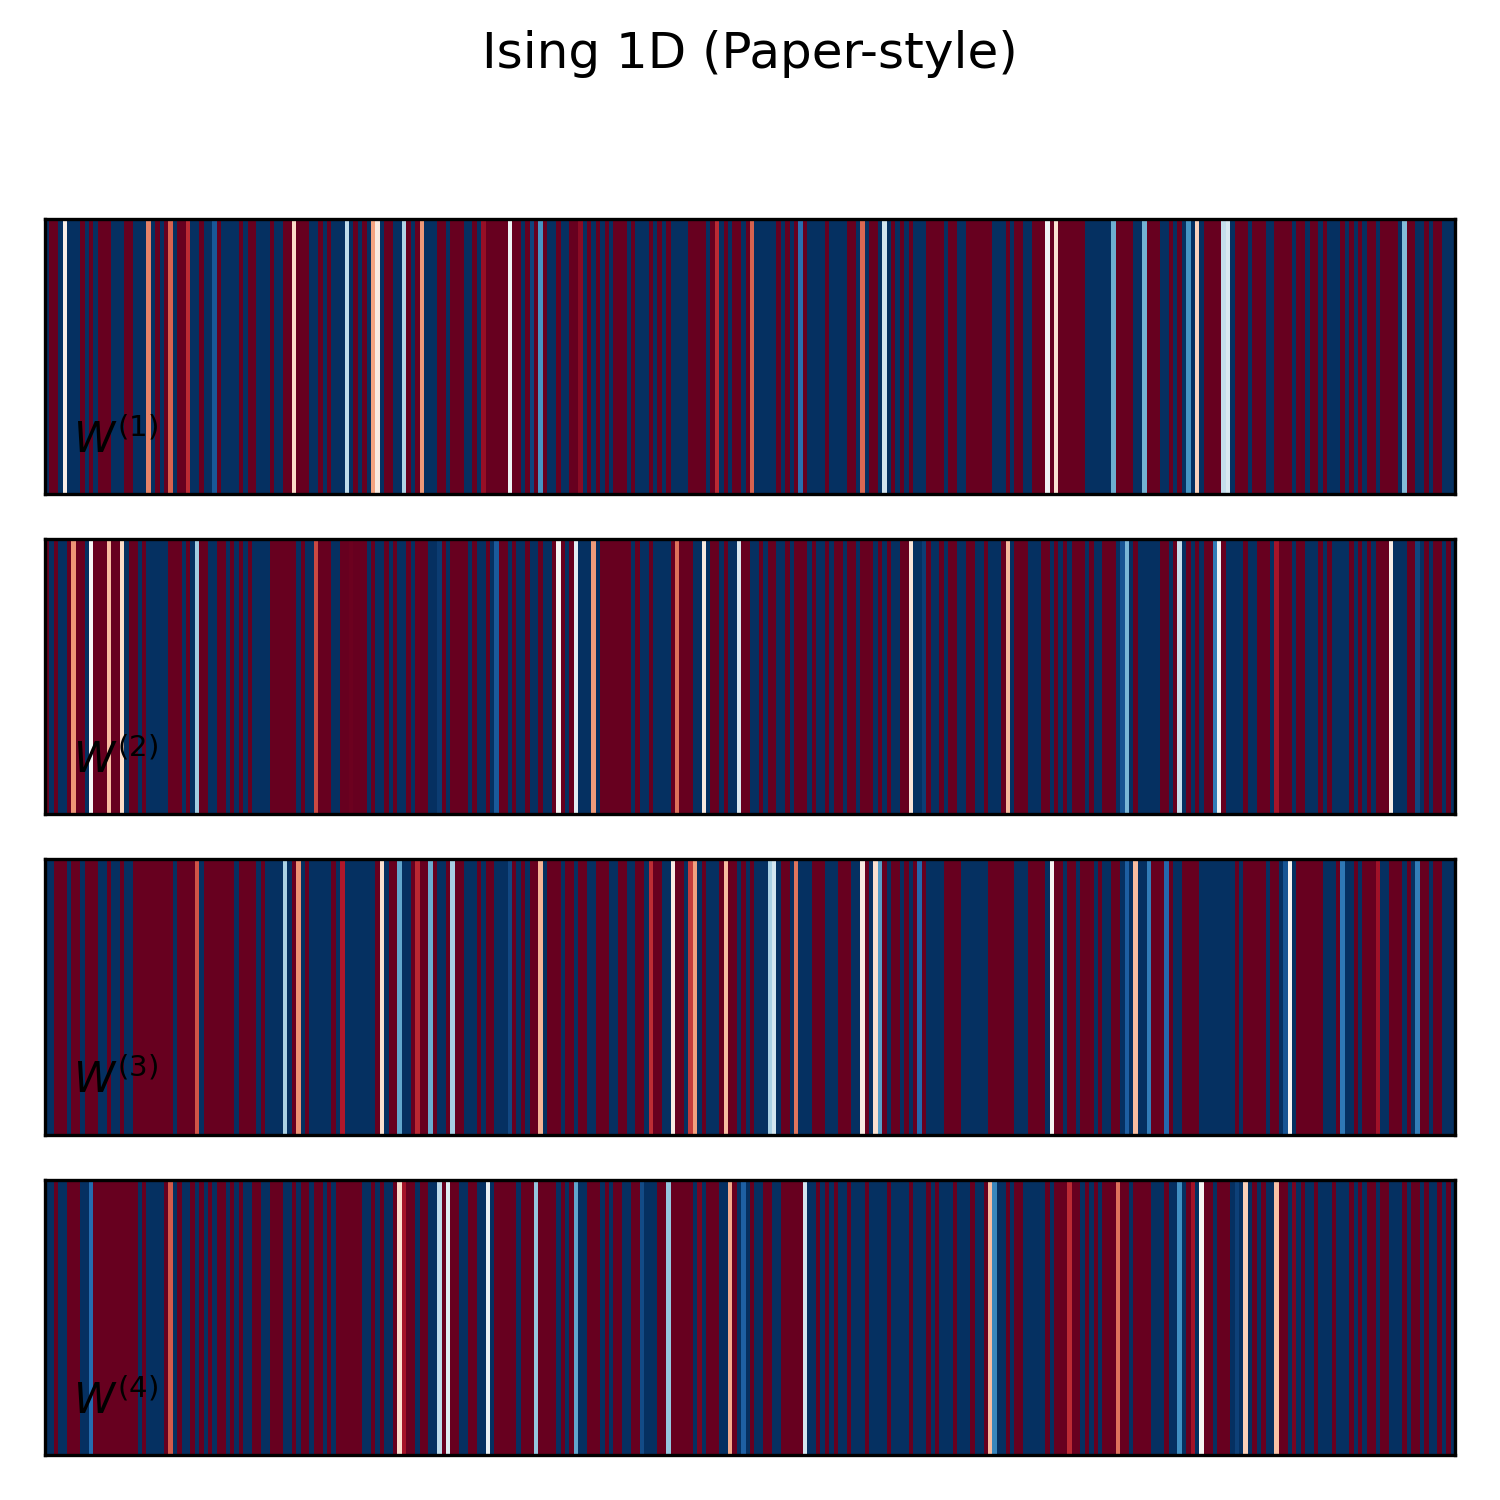 Ising 1D (Paper-style)
W⁽¹⁾
W⁽²⁾
W⁽³⁾
W⁽⁴⁾